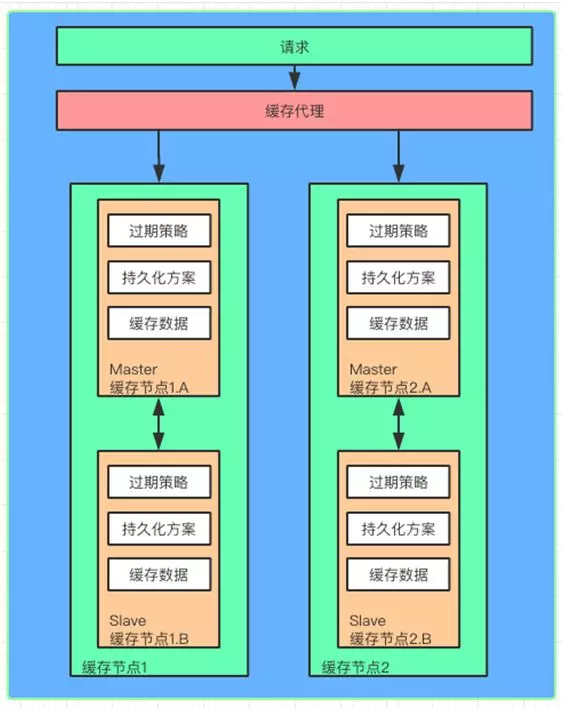 请求
缓存代理
过期策略
持久化方案
缓存数据
Master
缓存节点1.A
过期策略
持久化方案
缓存数据
Slave
缓存节点1.B
缓存节点1
过期策略
持久化方案
缓存数据
Master
缓存节点2.A
过期策略
持久化方案
缓存数据
Slave
缓存节点2.B
缓存节点2